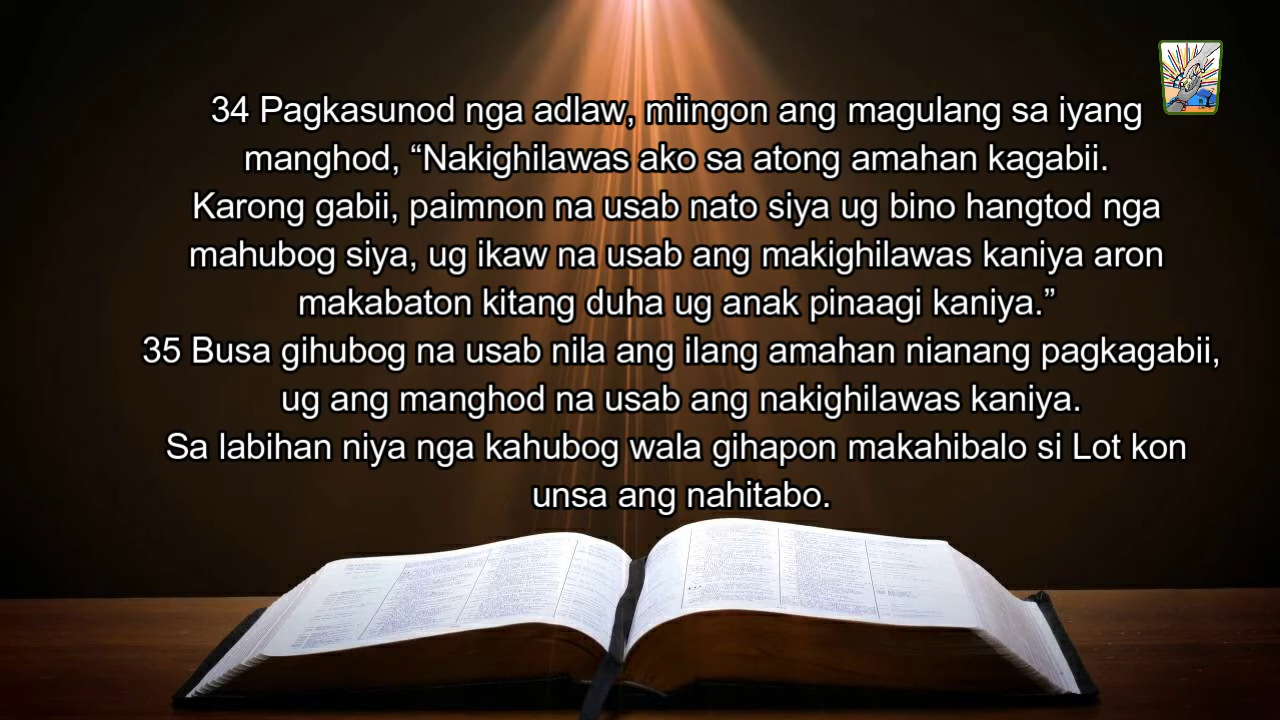 34 Pagkasunod nga adlaw, miingon ang magulang sa iyang
manghod, “Nakighilawas ako sa atong amahan kagabii.
Karong gabii, paimnon na usab nato siya ug bino hangtod nga
mahubog siya, ug ikaw na usab ang makighilawas kaniya aron
makabaton kitang duha ug anak pinaagi kaniya.”
35 Busa gihubog na usab nila ang ilang amahan nianang pagkagabii,
ug ang manghod na usab ang nakighilawas kaniya.
Sa labihan niya nga kahubog wala gihapon makahibalo si Lot kon
unsa ang nahitabo.